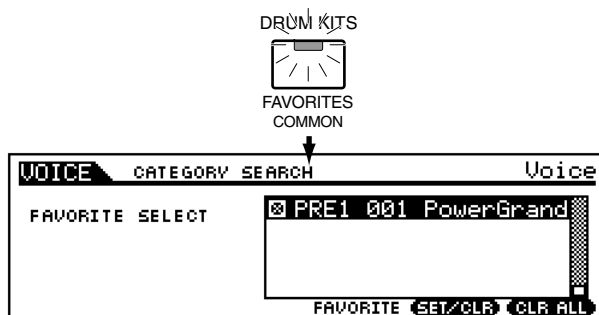 DRUM KITS
FAVORITES
COMMON
VOICE CATEGORY SEARCH Voice
FAVORITE SELECT
PRE1 001 PowerGrand
FAVORITE SET/CLR CLR ALL